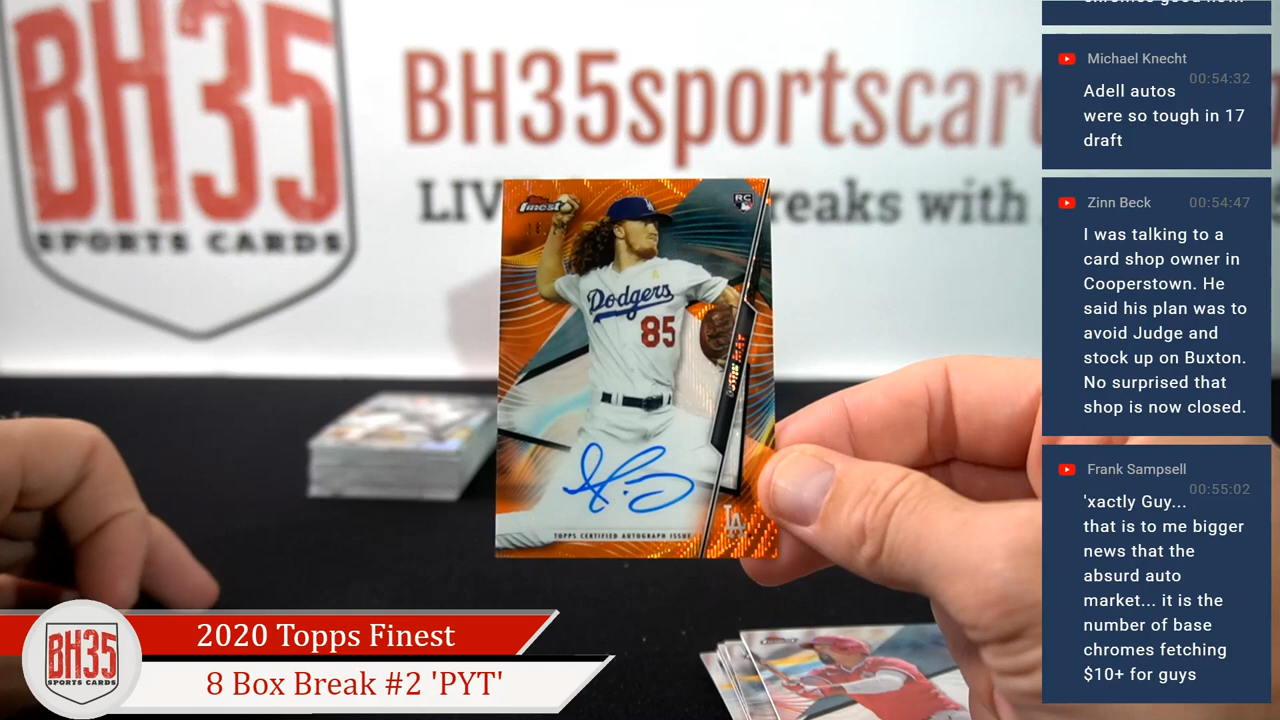 BH35
SPORTS CARDS
BH35sportscar
LIV reaks with
Topps
finest
RC
Dodgers
85
TOPPS CERTIFIED AUTOGRAPH ISSUE
LA
2020 Topps Finest
8 Box Break #2 'PYT'
BH35
SPORTS CARDS
Michael Knecht
00:54:32
Adell autos
were so tough in 17
draft
Zinn Beck 00:54:47
I was talking to a
card shop owner in
Cooperstown. He
said his plan was to
avoid Judge and
stock up on Buxton.
No surprised that
shop is now closed.
Frank Sampsell
00:55:02
'xactly Guy...
that is to me bigger
news that the
absurd auto
market... it is the
number of base
chromes fetching
$10+ for guys